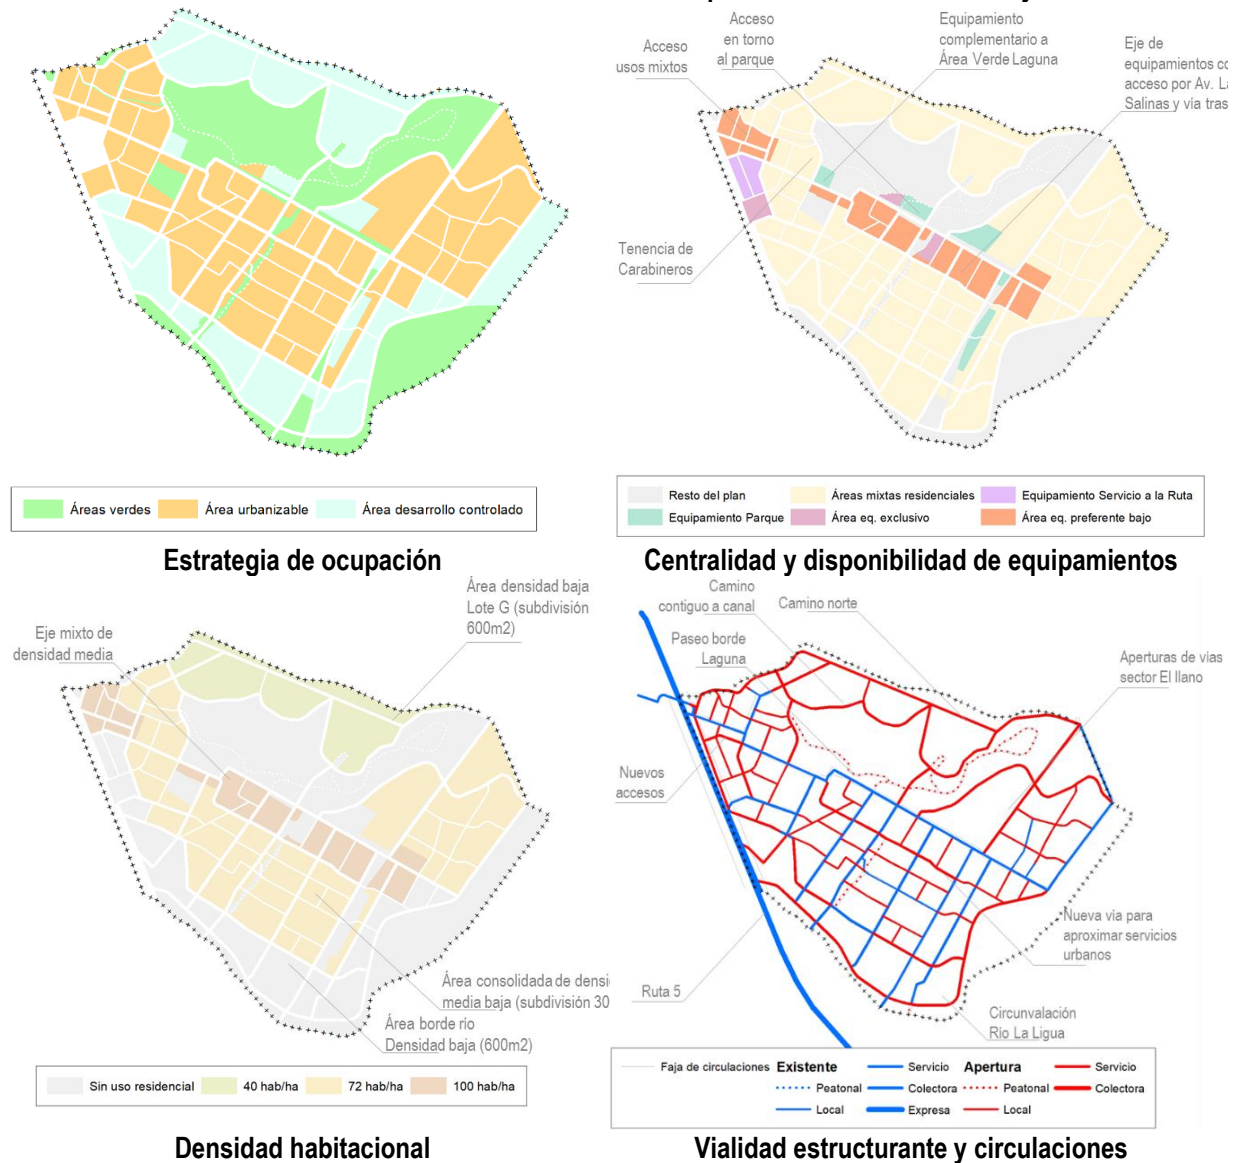 Acceso
en torno
al parque
Equipamiento
complementario a
Área Verde Laguna
Acceso
usos mixtos
Eje de
equipamientos
acceso por Av.
Salinas y vía
Tenencia de
Carabineros
Áreas verdes
Área urbanizable
Área desarrollo controlado
Resto del plan
Áreas mixtas residenciales
Equipamiento Servicio a la Ruta
Equipamiento Parque
Área eq. exclusivo
Área eq. preferente bajo
Estrategia de ocupación
Centralidad y disponibilidad de equipamientos
Área densidad baja
Lote G (subdivisión
600m2)
Eje mixto de
densidad media
Área consolidada de
media baja (subdivisión
Área borde río
Densidad baja (600m2)
Sin uso residencial
40 hab/ha
72 hab/ha
100 hab/ha
Camino
contiguo a canal
Camino norte
Paseo borde
Laguna
Aperturas de vías
sector El llano
Nuevos
accesos
Nueva vía para
aproximar servicios
urbanos
Ruta 5
Circunvalación
Río La Ligua
Faja de circulaciones
Existente
Servicio
Apertura
Servicio
Peatonal
Colectora
Peatonal
Colectora
Local
Expresa
Local
Densidad habitacional
Vialidad estructurante y circulaciones